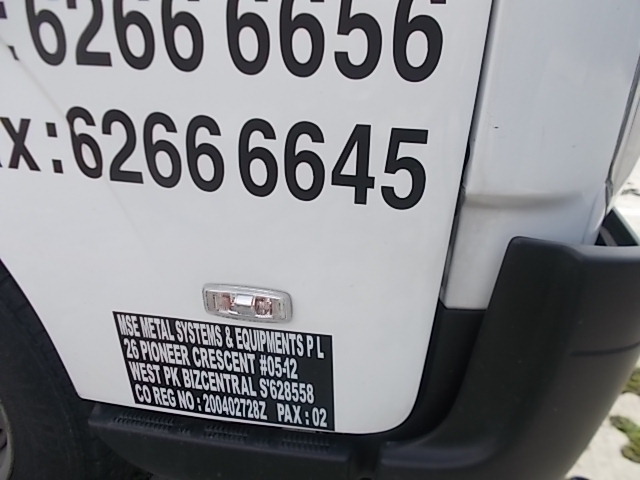 : 6266 6656
x : 6266 6645
MSE METAL SYSTEMS & EQUIPMENTS P L
26 PIONEER CRESCENT #05-12
WEST PK BIZCENTRAL S'628558
CO REG NO : 200402728Z PAX : 02